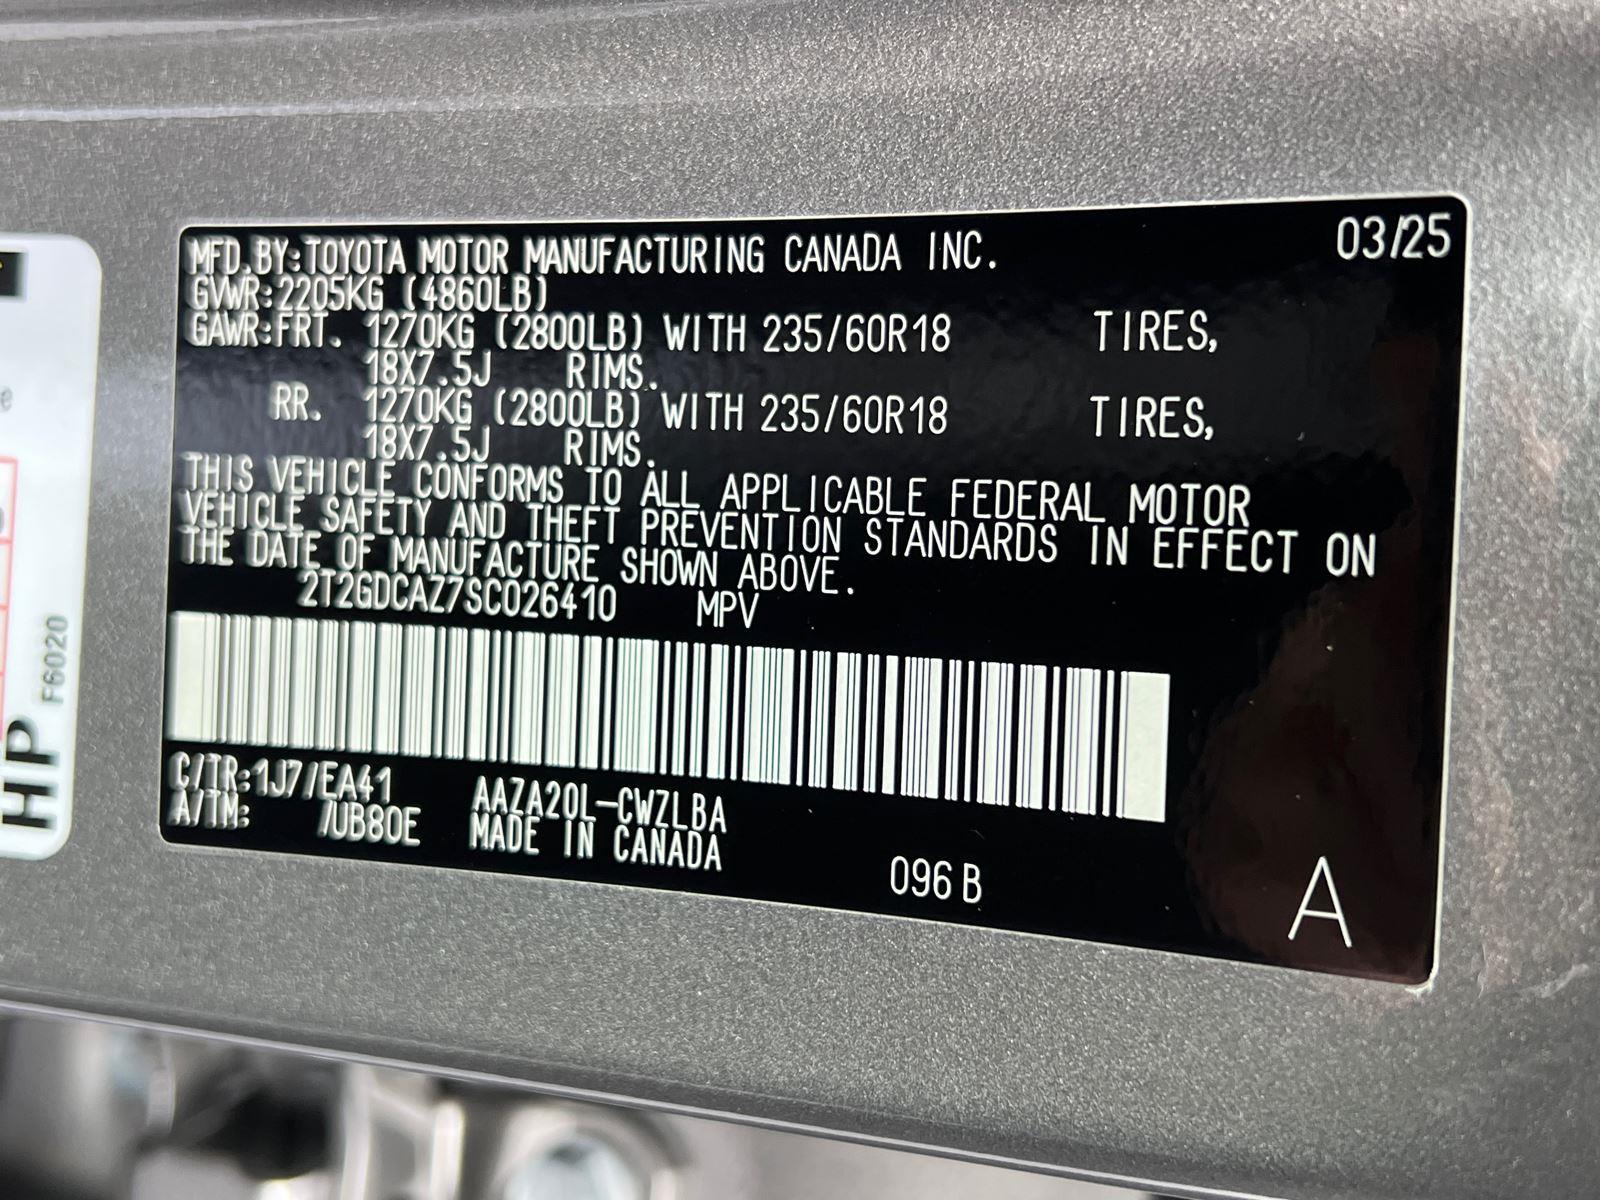 MFD.BY:TOYOTA MOTOR MANUFACTURING CANADA INC. 03/25
GVWR:2205KG (4860LB)
GAWR:FRT. 1270KG (2800LB) WITH 235/60R18 TIRES,
18X7.5J RIMS.
RR. 1270KG (2800LB) WITH 235/60R18 TIRES,
18X7.5J RIMS.
THIS VEHICLE CONFORMS TO ALL APPLICABLE FEDERAL MOTOR
VEHICLE SAFETY AND THEFT PREVENTION STANDARDS IN EFFECT ON
THE DATE OF MANUFACTURE SHOWN ABOVE.
2T2GDCAZ7SC026410 MPV
C/TR:1J7/EA41 AAZA20L-CWZLBA
A/TM: /UB80E MADE IN CANADA
096 B
A
HP F6020